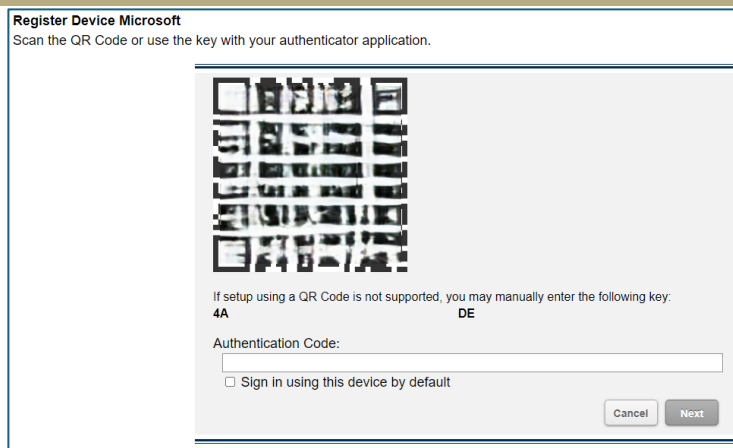 Register Device Microsoft
Scan the QR Code or use the key with your authenticator application.
If setup using a QR Code is not supported, you may manually enter the following key:
4A DE
Authentication Code:
Sign in using this device by default
Cancel Next